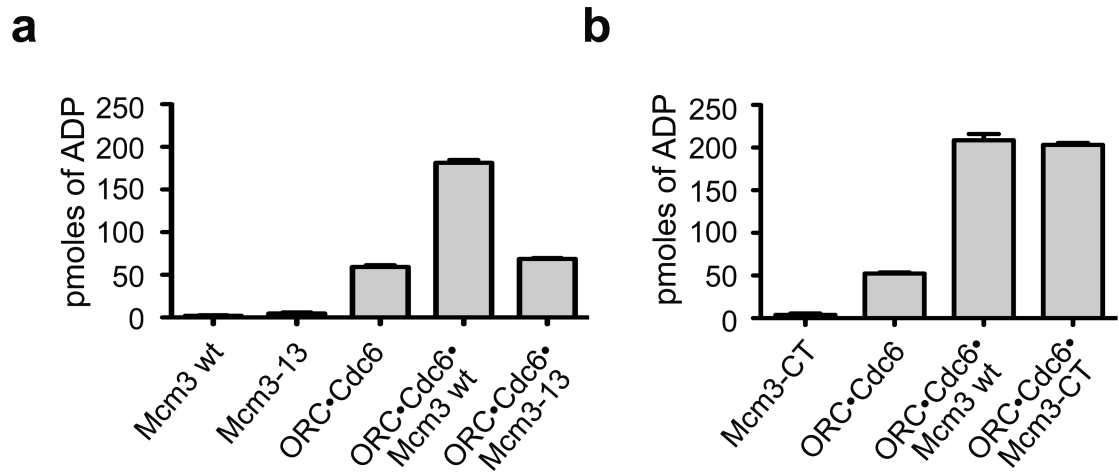 a
pmoles of ADP
250
200
150
100
50
0
Mcm3 wt
Mcm3-13
ORC•Cdc6
ORC•Cdc6•
Mcm3 wt
ORC•Cdc6•
Mcm3-13
b
pmoles of ADP
250
200
150
100
50
0
Mcm3-CT
ORC•Cdc6
ORC•Cdc6•
Mcm3 wt
ORC•Cdc6•
Mcm3-CT